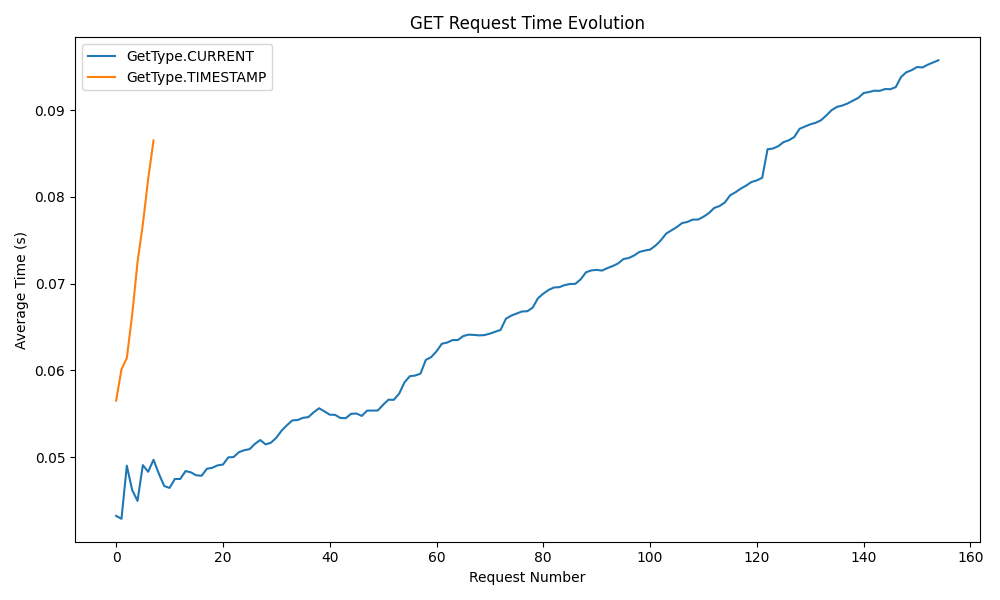 GET Request Time Evolution
GetType.CURRENT
GetType.TIMESTAMP
Average Time (s)
0.09
0.08
0.07
0.06
0.05
0 20 40 60 80 100 120 140 160
Request Number